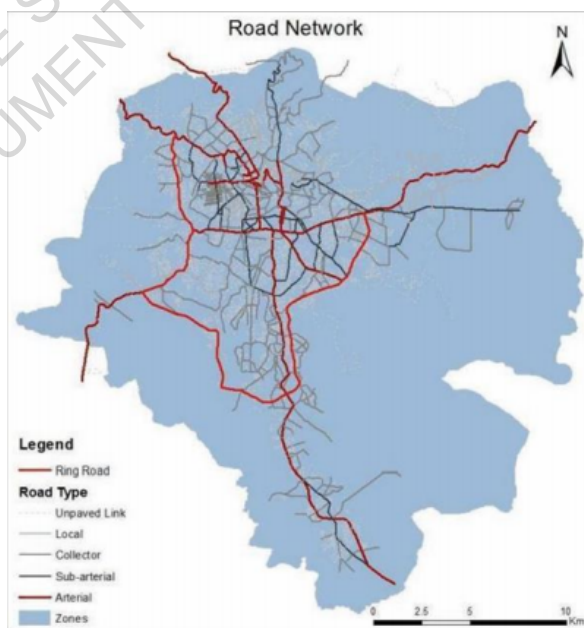 UMENT
Road Network
N
Legend
Ring Road
Road Type
Unpaved Link
Local
Collector
Sub-arterial
Arterial
Zones
0 2.5 5 10
Km